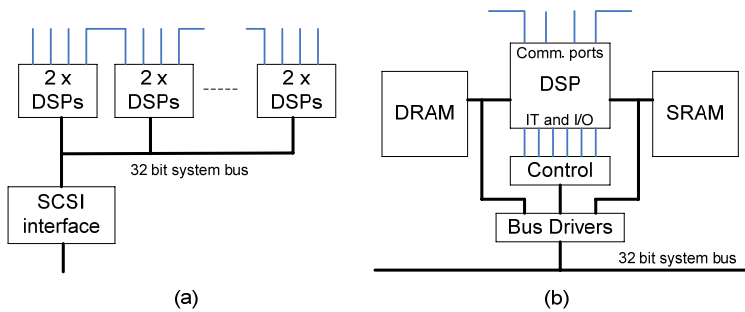 2 x
DSPs
2 x
DSPs
2 x
DSPs
32 bit system bus
SCSI
interface
(a)
Comm. ports
DSP
IT and I/O
DRAM
SRAM
Control
Bus Drivers
32 bit system bus
(b)